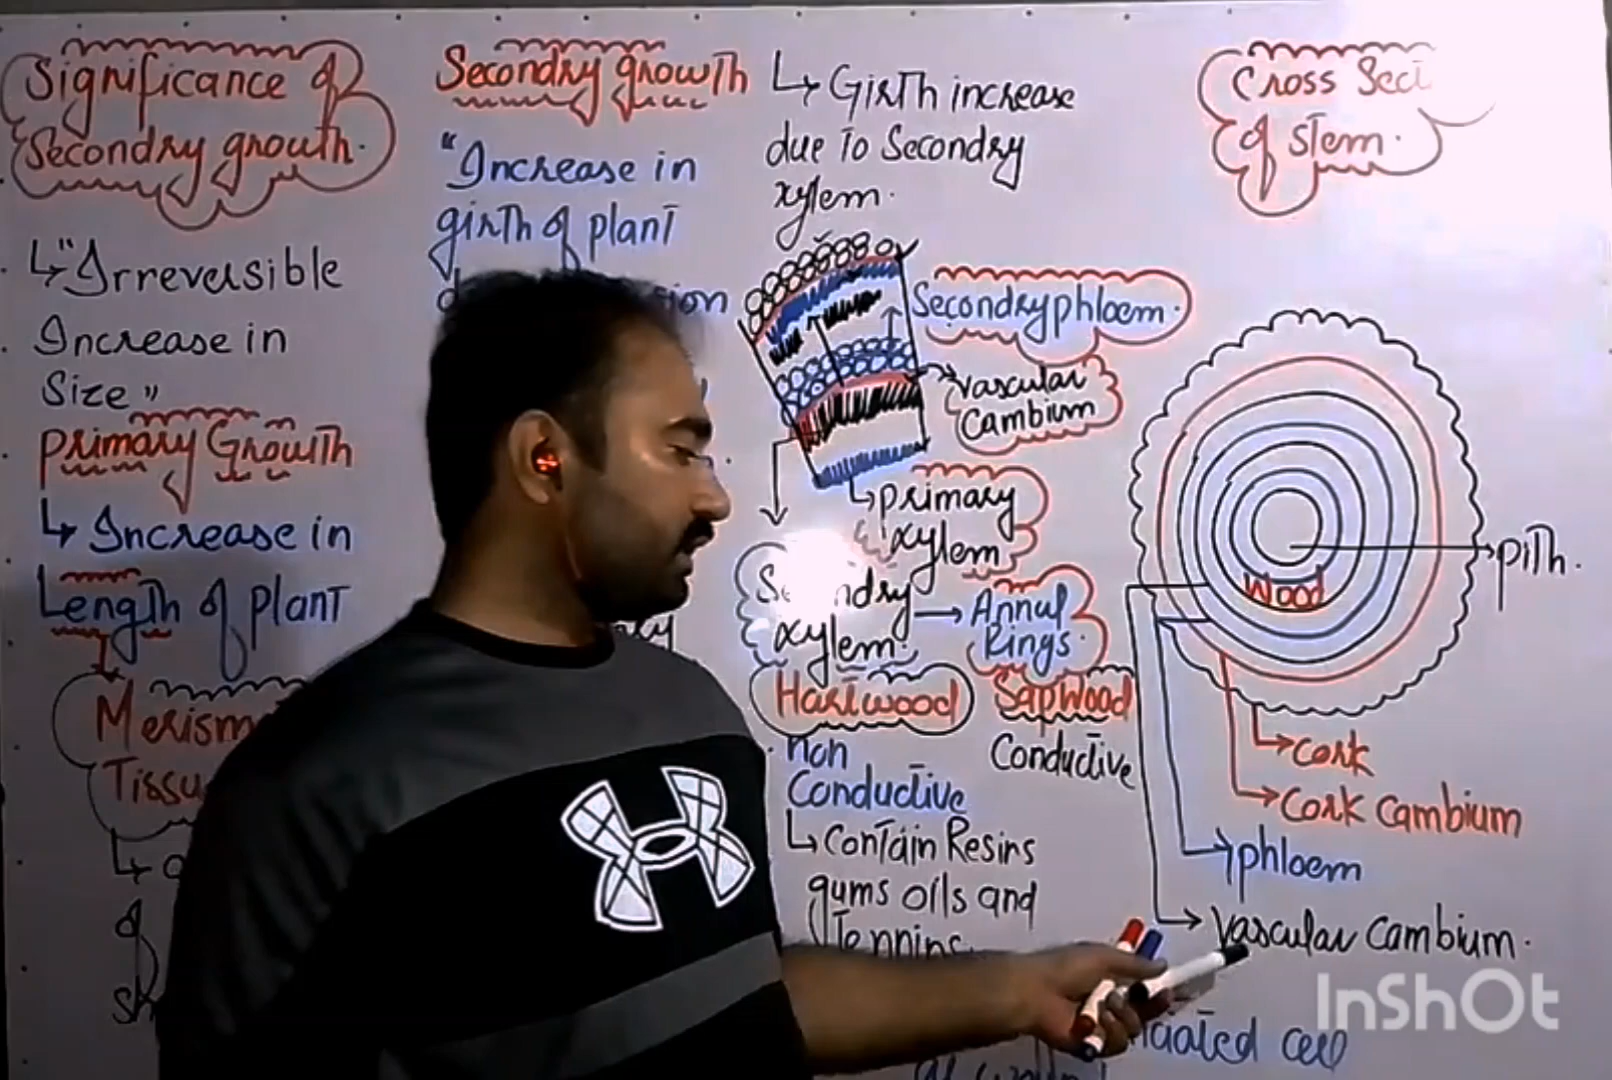 Significance of
Secondry growth.
↳ "Irreversible
Increase in
Size"
primary Growth
↳ Increase in
Length of plant
Secondry growth
"Increase in
girth of plant
↳ Girth increase
due to Secondry
xylem.
Secondry phloem.
vascular
Cambium
primary
xylem
xylem. → Annul
Rings.
Hartwood
non
Conductive
↳ Contain Resins
gums oils and
Tennins.
Sapwood
Conductive
Cross
of stem.
pith.
Wood
cork
cork cambium
phloem
vascular cambium.
cell
InShOt